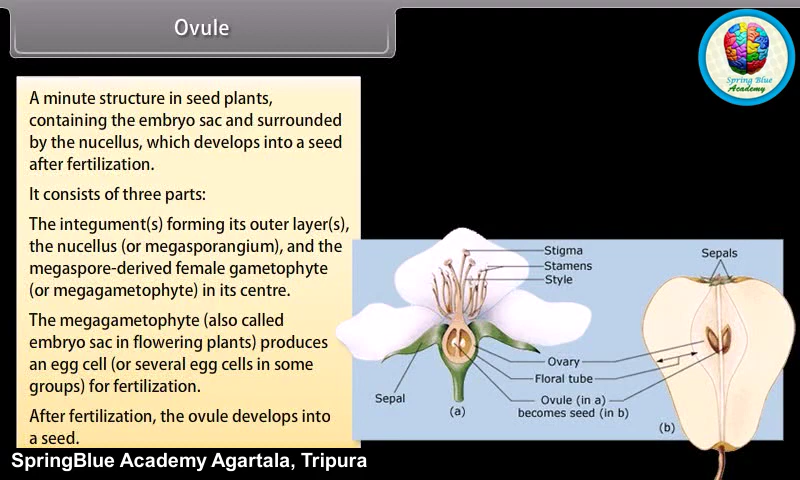 Ovule
Spring Blue
Academy
A minute structure in seed plants,
containing the embryo sac and surrounded
by the nucellus, which develops into a seed
after fertilization.
It consists of three parts:
The integument(s) forming its outer layer(s),
the nucellus (or megasporangium), and the
megaspore-derived female gametophyte
(or megagametophyte) in its centre.
The megagametophyte (also called
embryo sac in flowering plants) produces
an egg cell (or several egg cells in some
groups) for fertilization.
After fertilization, the ovule develops into
a seed.
Stigma
Stamens
Style
Sepals
Ovary
Floral tube
Sepal
Ovule (in a)
becomes seed (in b)
(a)
(b)
SpringBlue Academy Agartala, Tripura